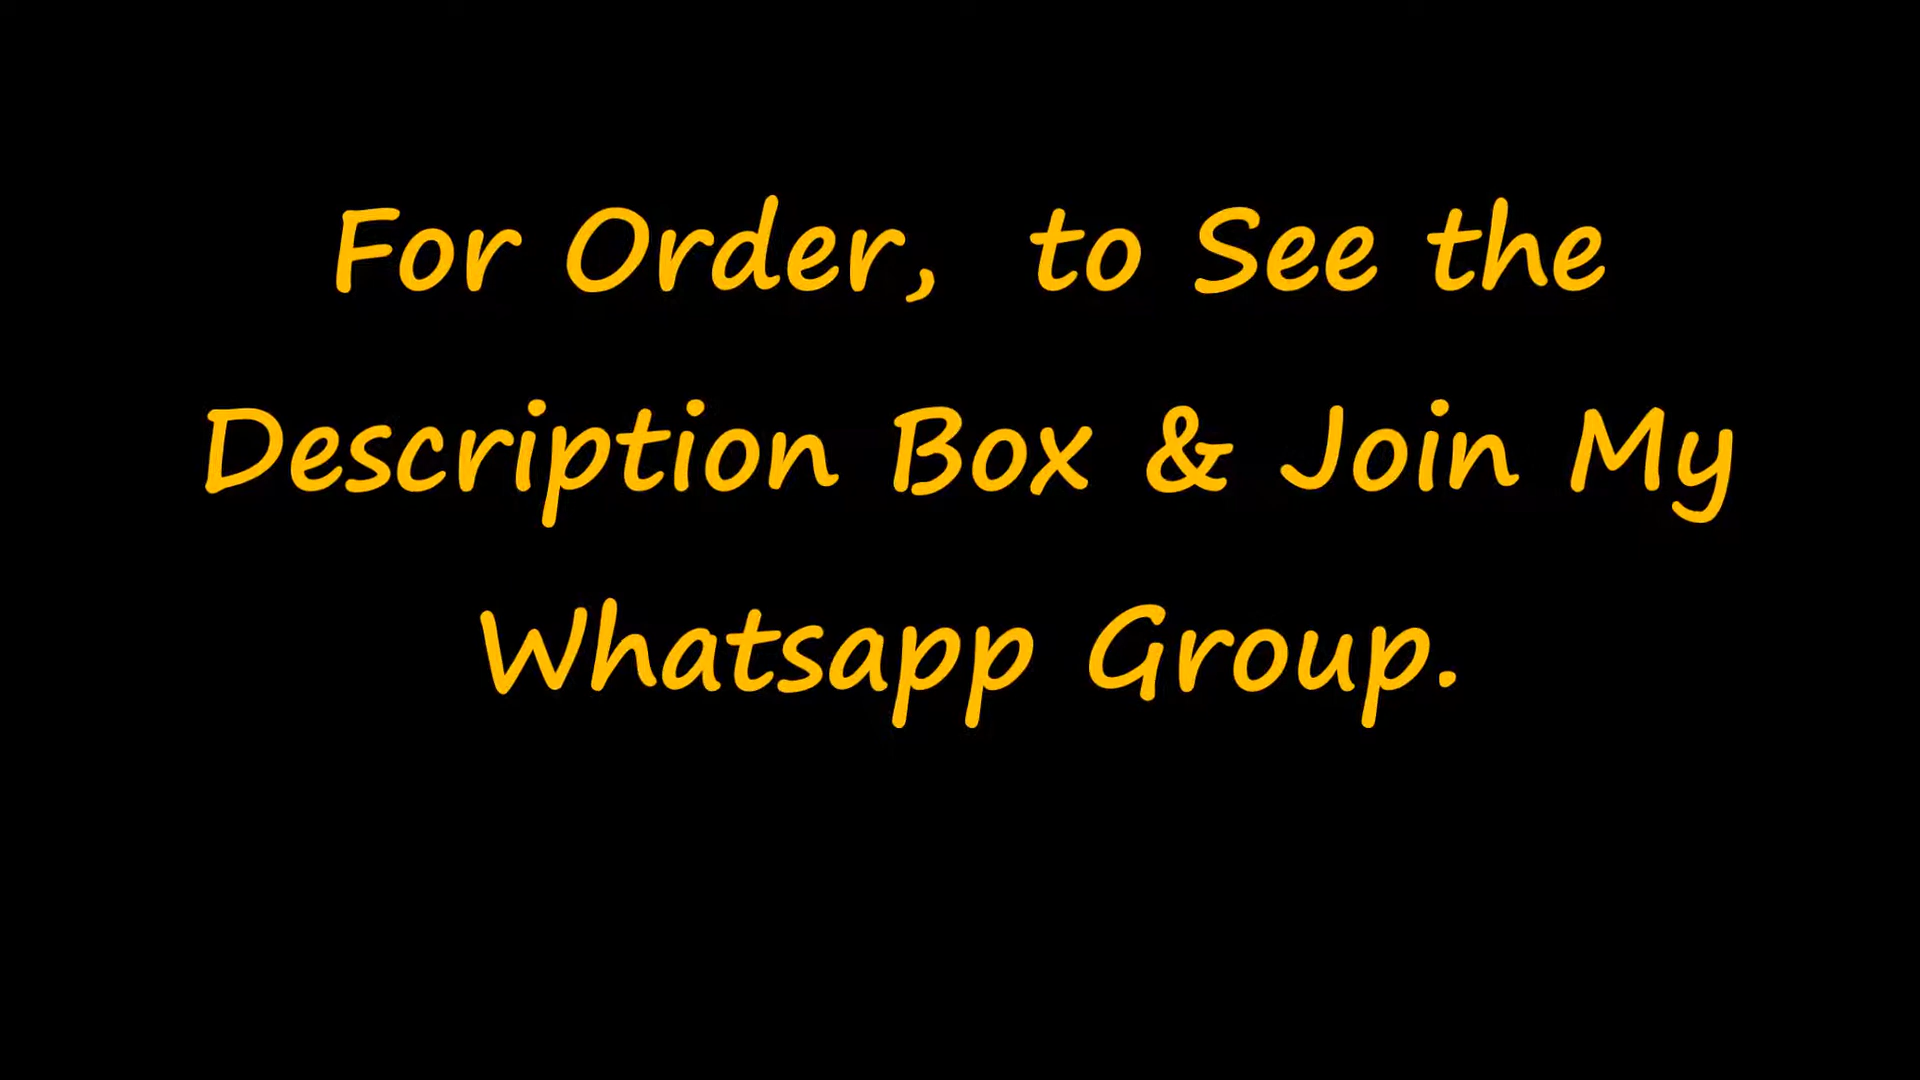 For Order, to See the
Description Box & Join My
Whatsapp Group.